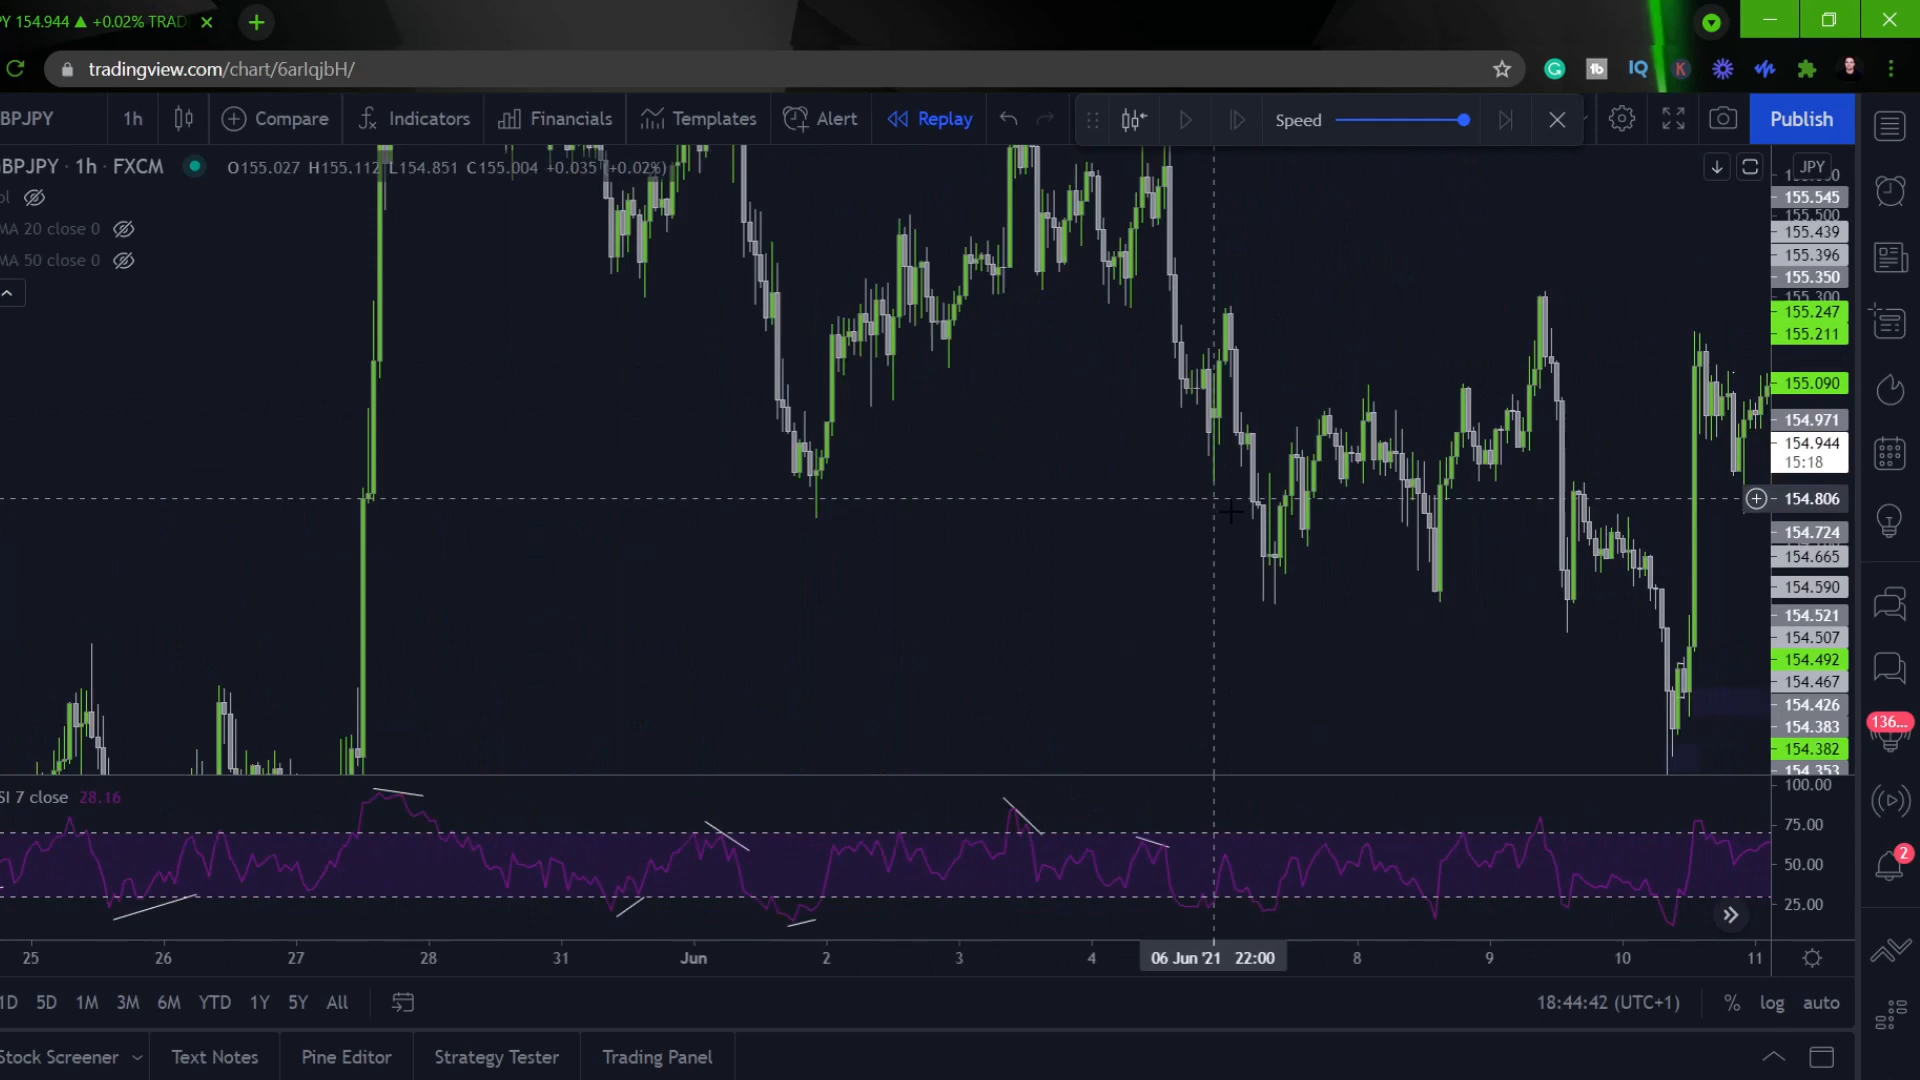 PY 154.944 ▲ +0.02% TRAD
tradingview.com/chart/6arIqjbH/
BPJPY 1h Compare Indicators Financials Templates Alert Replay Speed Publish
BPJPY · 1h · FXCM O155.027 H155.112 L154.851 C155.004 +0.035 (+0.02%)
JPY
ol
MA 20 close 0
MA 50 close 0
155.545
155.500
155.439
155.396
155.350
155.300
155.247
155.211
155.090
154.971
154.944
15:18
154.806
154.724
154.665
154.590
154.521
154.507
154.492
154.467
154.426
154.383
154.382
154.353
136...
2
SI 7 close 28.16
100.00
75.00
50.00
25.00
25 26 27 28 31 Jun 2 3 4 06 Jun '21 22:00 8 9 10 11
1D 5D 1M 3M 6M YTD 1Y 5Y All 18:44:42 (UTC+1) % log auto
Stock Screener Text Notes Pine Editor Strategy Tester Trading Panel